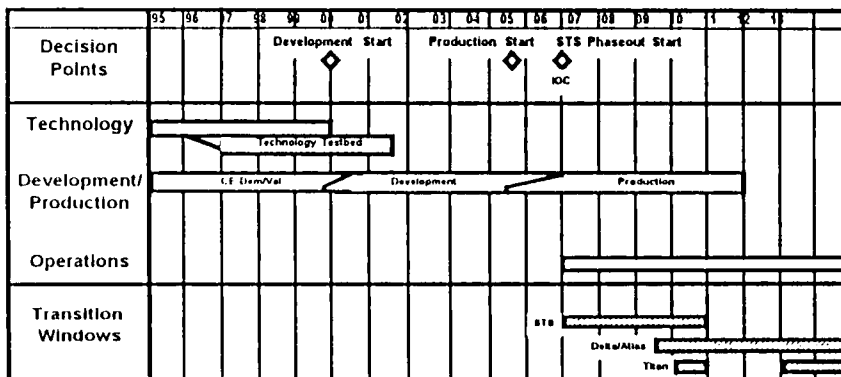 95 96 97 98 99 00 01 02 03 04 05 06 07 08 09 10 11 12 13
Decision
Points
Development Start
Production Start
STS Phaseout Start
IOC
Technology
Technology Testbed
Development/
Production
Dem/Val
Development
Production
Operations
Transition
Windows
STS
Delta/Atlas
Titan